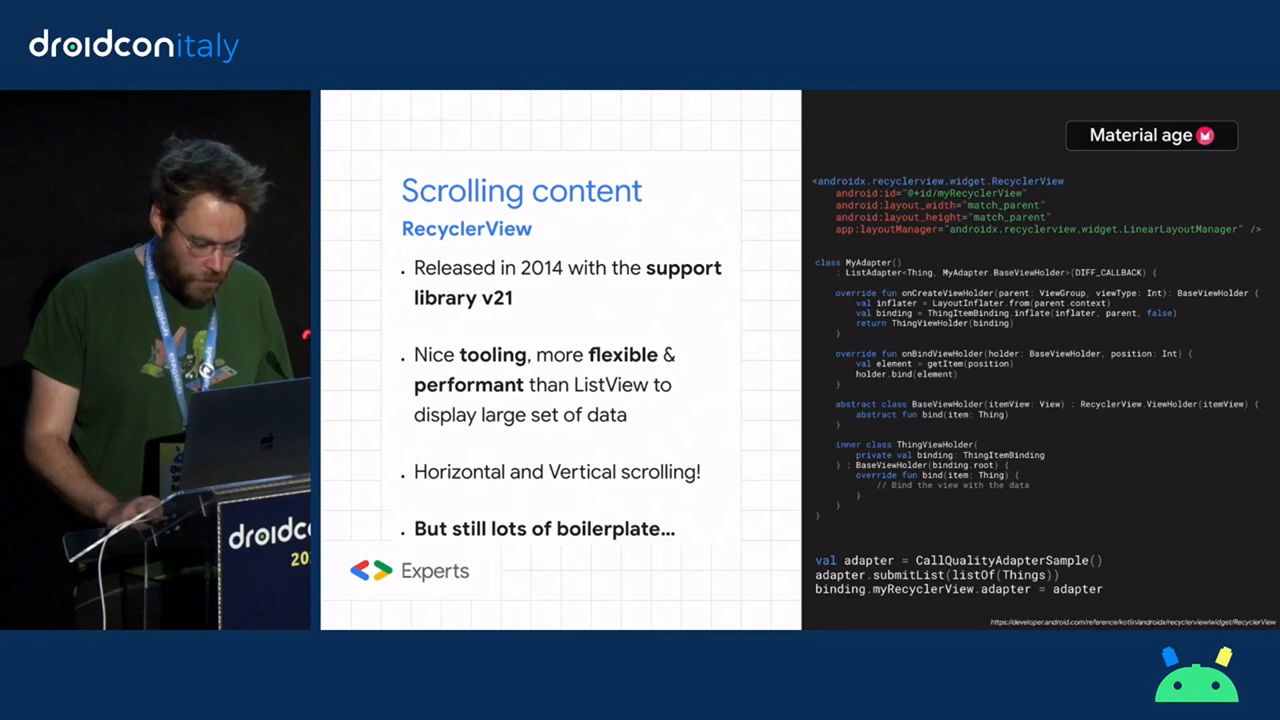 droidconitaly
Scrolling content
RecyclerView
. Released in 2014 with the support
library v21
. Nice tooling, more flexible &
performant than ListView to
display large set of data
. Horizontal and Vertical scrolling!
. But still lots of boilerplate...
Experts
droidco
20
Material age
<androidx.recyclerview.widget.RecyclerView
android:id="@+id/myRecyclerView"
android:layout_width="match_parent"
android:layout_height="match_parent"
app:layoutManager="androidx.recyclerview.widget.LinearLayoutManager" />
class MyAdapter()
: ListAdapter<Thing, MyAdapter.BaseViewHolder>(DIFF_CALLBACK) {
override fun onCreateViewHolder(parent: ViewGroup, viewType: Int): BaseViewHolder {
val inflater = LayoutInflater.from(parent.context)
val binding = ThingItemBinding.inflate(inflater, parent, false)
return ThingViewHolder(binding)
}
override fun onBindViewHolder(holder: BaseViewHolder, position: Int) {
val element = getItem(position)
holder.bind(element)
}
abstract class BaseViewHolder(itemView: View) : RecyclerView.ViewHolder(itemView) {
abstract fun bind(item: Thing)
}
inner class ThingViewHolder(
private val binding: ThingItemBinding
) : BaseViewHolder(binding.root) {
override fun bind(item: Thing) {
// Bind the view with the data
}
}
}
val adapter = CallQualityAdapterSample()
adapter.submitList(listOf(Things))
binding.myRecyclerView.adapter = adapter
https://developer.android.com/reference/kotlin/androidx/recyclerview/widget/RecyclerView